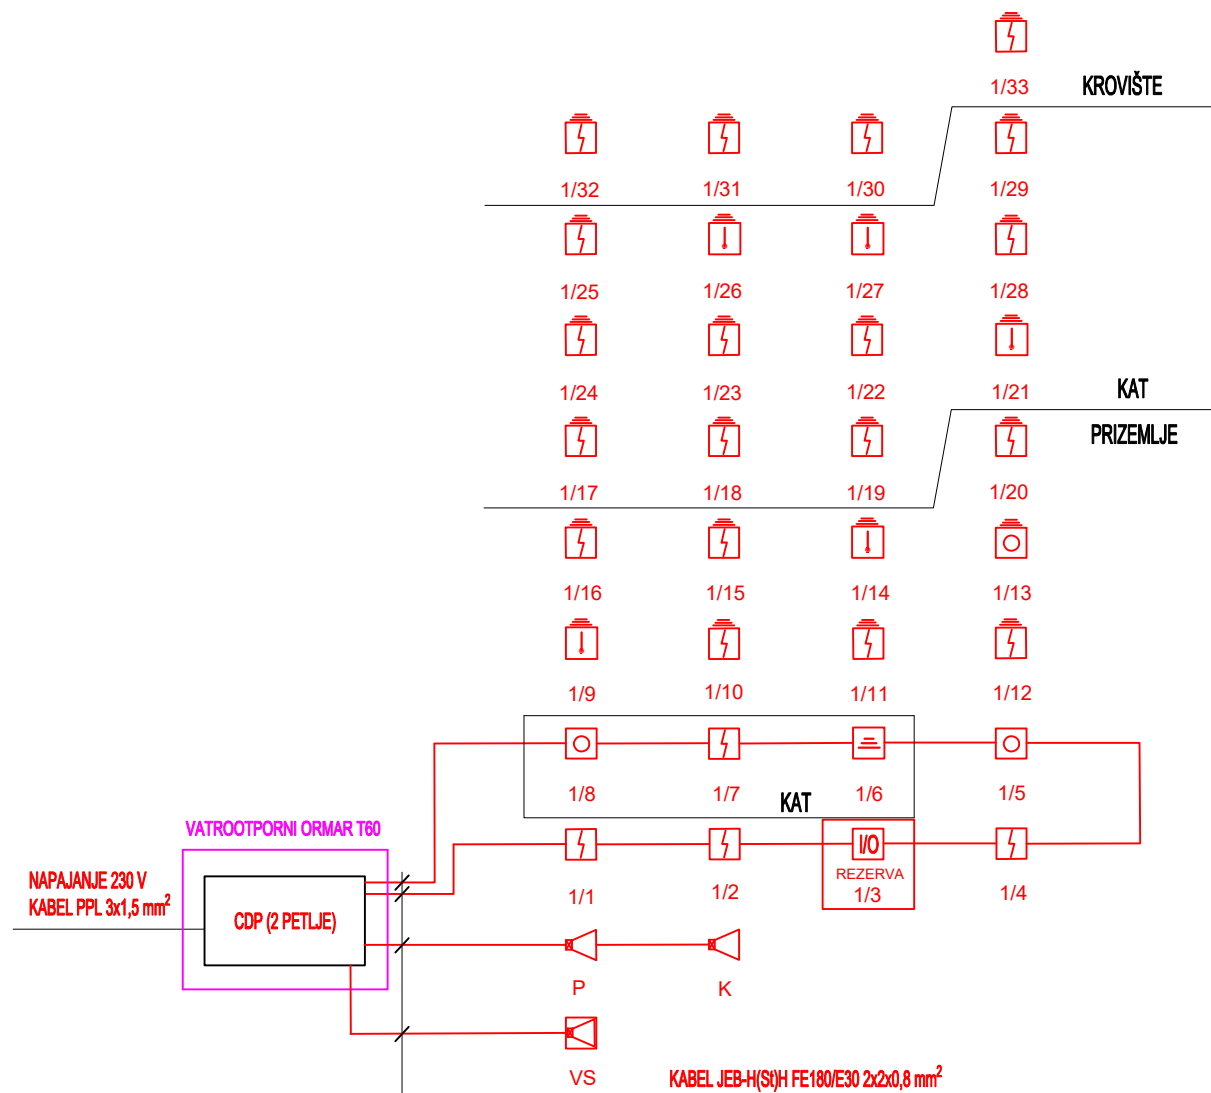 1/33
KROVIŠTE
1/32
1/31
1/30
1/29
1/25
1/26
1/27
1/28
1/24
1/23
1/22
1/21
KAT
PRIZEMLJE
1/17
1/18
1/19
1/20
1/16
1/15
1/14
1/13
1/9
1/10
1/11
1/12
1/8
1/7
KAT
1/6
1/5
VATROOTPORNI ORMAR T60
NAPAJANJE 230 V
KABEL PPL 3x1,5 mm²
CDP (2 PETLJE)
I/O
REZERVA
1/1
1/2
1/3
1/4
P
K
VS
KABEL JEB-H(St)H FE180/E30 2x2x0,8 mm²